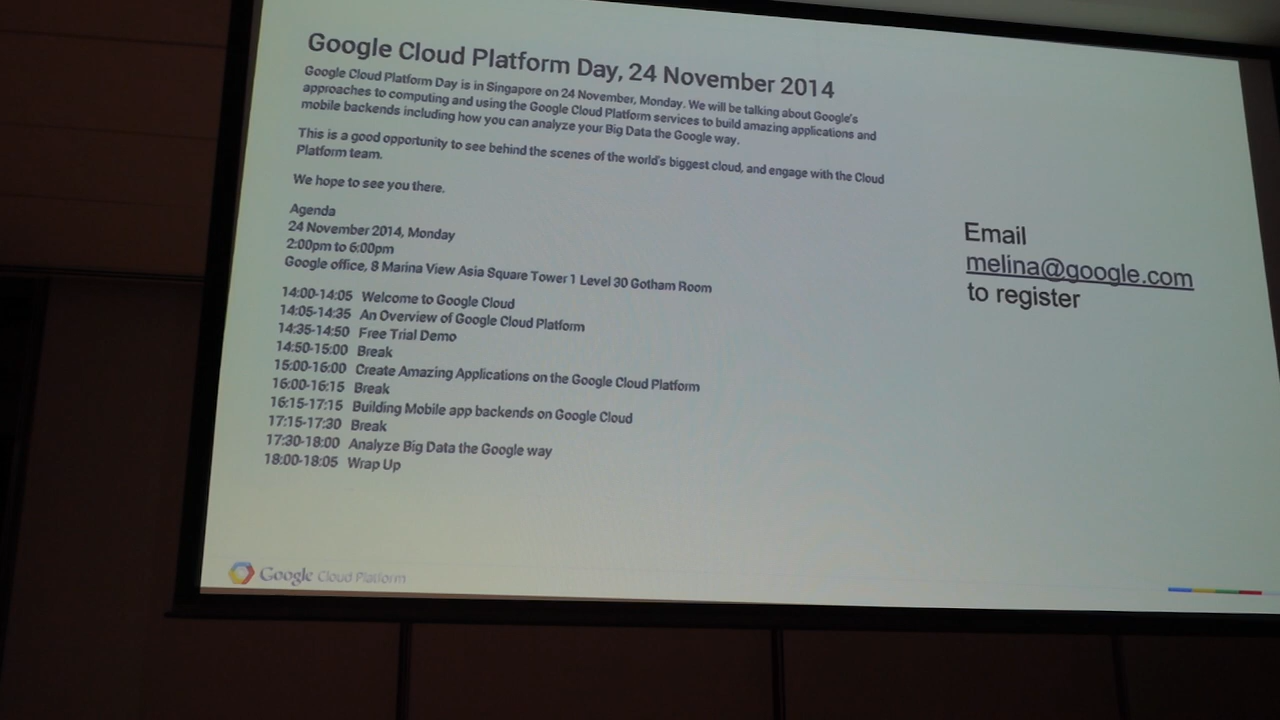 Google Cloud Platform Day, 24 November 2014
Google Cloud Platform Day is in Singapore on 24 November, Monday. We will be talking about Google's
approaches to computing and using the Google Cloud Platform services to build amazing applications and
mobile backends including how you can analyze your Big Data the Google way.
This is a good opportunity to see behind the scenes of the world's biggest cloud, and engage with the Cloud
Platform team.
We hope to see you there.
Agenda
24 November 2014, Monday
2:00pm to 6:00pm
Google office, 8 Marina View Asia Square Tower 1 Level 30 Gotham Room
14:00-14:05 Welcome to Google Cloud
14:05-14:35 An Overview of Google Cloud Platform
14:35-14:50 Free Trial Demo
14:50-15:00 Break
15:00-16:00 Create Amazing Applications on the Google Cloud Platform
16:00-16:15 Break
16:15-17:15 Building Mobile app backends on Google Cloud
17:15-17:30 Break
17:30-18:00 Analyze Big Data the Google way
18:00-18:05 Wrap Up
Email
melina@google.com
to register
Google Cloud Platform